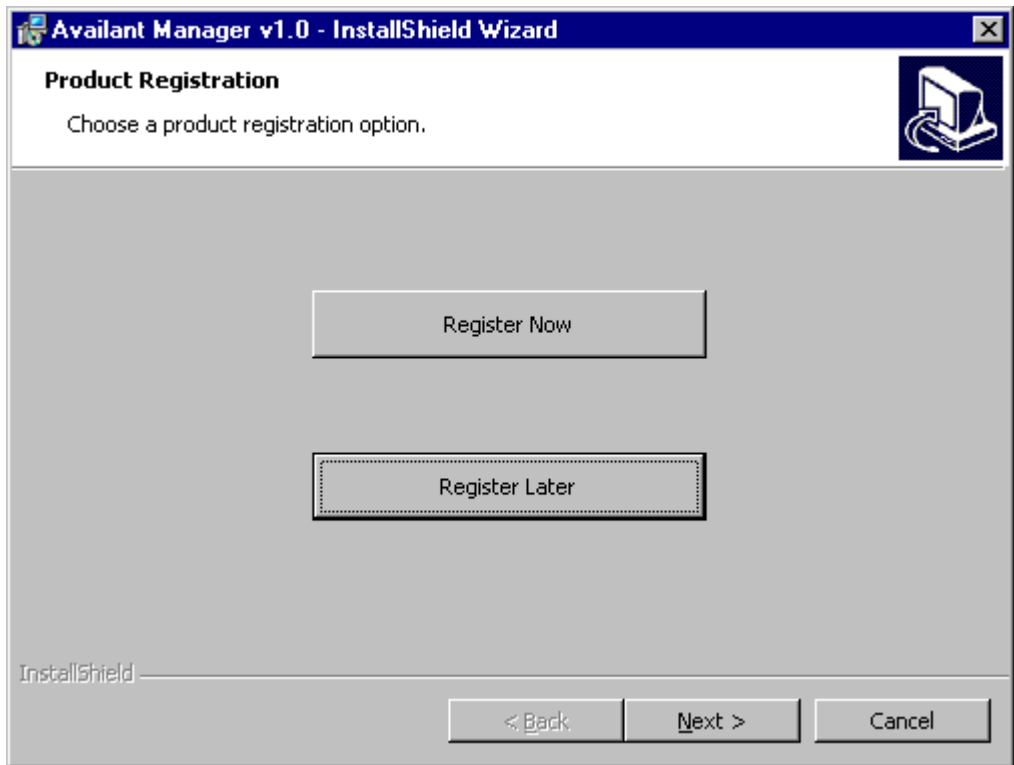 Availant Manager v1.0 - InstallShield Wizard
Product Registration
Choose a product registration option.
Register Now
Register Later
InstallShield
< Back Next > Cancel